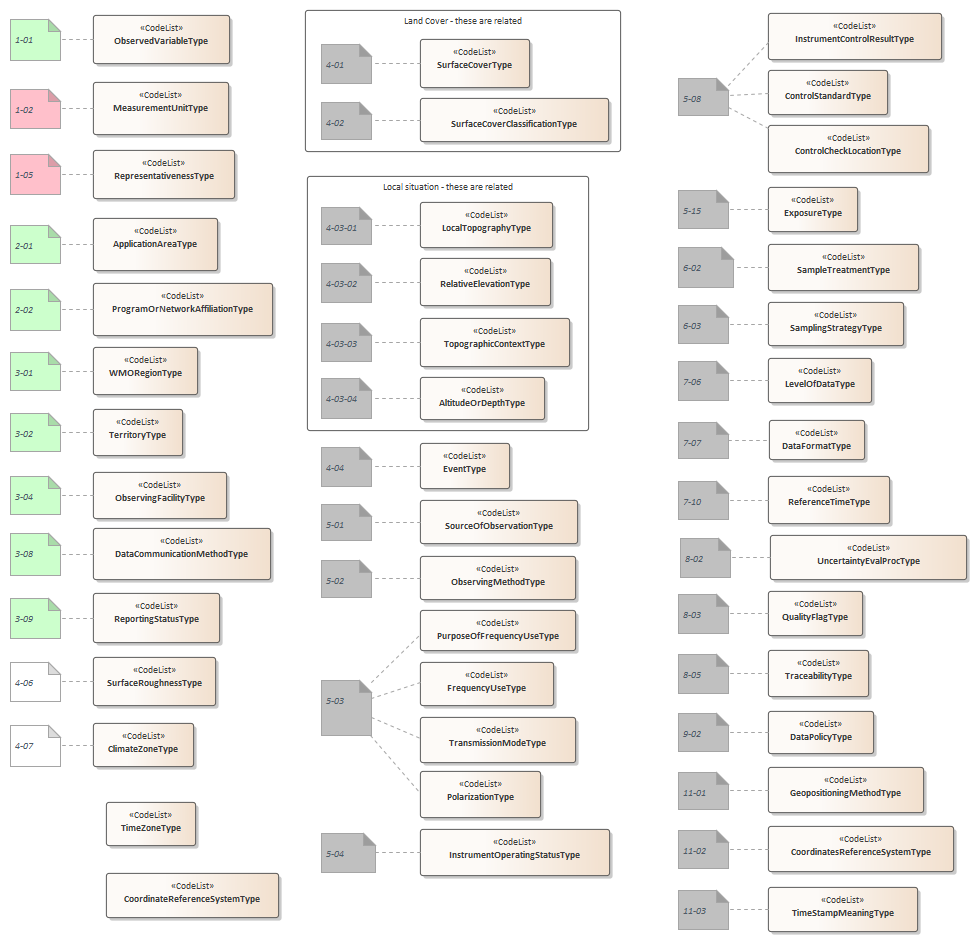 1-01
«CodeList»
ObservedVariableType
1-02
«CodeList»
MeasurementUnitType
1-05
«CodeList»
RepresentativenessType
2-01
«CodeList»
ApplicationAreaType
2-02
«CodeList»
ProgramOrNetworkAffiliationType
3-01
«CodeList»
WMORegionType
3-02
«CodeList»
TerritoryType
3-04
«CodeList»
ObservingFacilityType
3-08
«CodeList»
DataCommunicationMethodType
3-09
«CodeList»
ReportingStatusType
4-06
«CodeList»
SurfaceRoughnessType
4-07
«CodeList»
ClimateZoneType
«CodeList»
TimeZoneType
«CodeList»
CoordinateReferenceSystemType
Land Cover - these are related
4-01
«CodeList»
SurfaceCoverType
4-02
«CodeList»
SurfaceCoverClassificationType
Local situation - these are related
4-03-01
«CodeList»
LocalTopographyType
4-03-02
«CodeList»
RelativeElevationType
4-03-03
«CodeList»
TopographicContextType
4-03-04
«CodeList»
AltitudeOrDepthType
4-04
«CodeList»
EventType
5-01
«CodeList»
SourceOfObservationType
5-02
«CodeList»
ObservingMethodType
5-03
«CodeList»
PurposeOfFrequencyUseType
«CodeList»
FrequencyUseType
«CodeList»
TransmissionModeType
«CodeList»
PolarizationType
5-04
«CodeList»
InstrumentOperatingStatusType
5-08
«CodeList»
InstrumentControlResultType
«CodeList»
ControlStandardType
«CodeList»
ControlCheckLocationType
5-15
«CodeList»
ExposureType
6-02
«CodeList»
SampleTreatmentType
6-03
«CodeList»
SamplingStrategyType
7-06
«CodeList»
LevelOfDataType
7-07
«CodeList»
DataFormatType
7-10
«CodeList»
ReferenceTimeType
8-02
«CodeList»
UncertaintyEvalProcType
8-03
«CodeList»
QualityFlagType
8-05
«CodeList»
TraceabilityType
9-02
«CodeList»
DataPolicyType
11-01
«CodeList»
GeopositioningMethodType
11-02
«CodeList»
CoordinatesReferenceSystemType
11-03
«CodeList»
TimeStampMeaningType